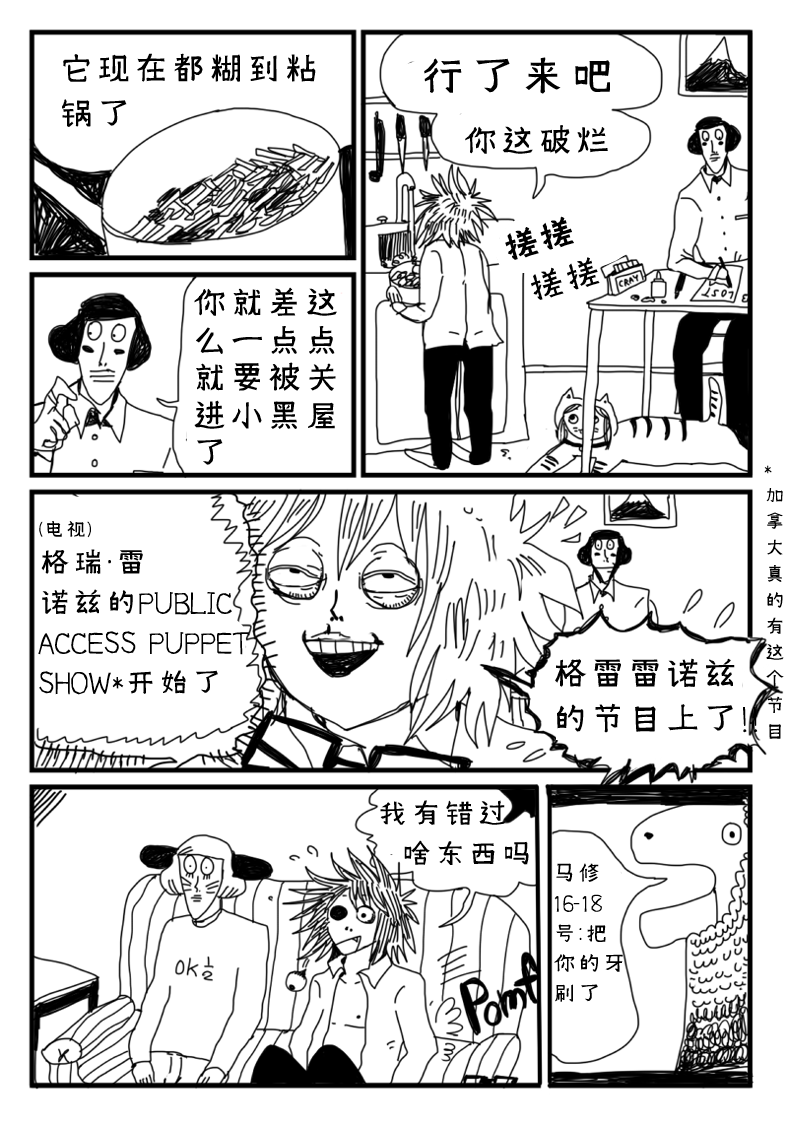 它现在都糊到粘
锅了
行了来吧
你这破烂
搓搓
搓搓
CRAY
LOST
你就差这
么一点点
就要被关
进小黑屋
了
(电视)
格瑞·雷
诺兹的PUBLIC
ACCESS PUPPET
SHOW*开始了
格雷雷诺兹
的节目上了!
*加拿大真的有这个节目
我有错过
啥东西吗
OK½
Pomf
马修
16-18
号:把
你的牙
刷了